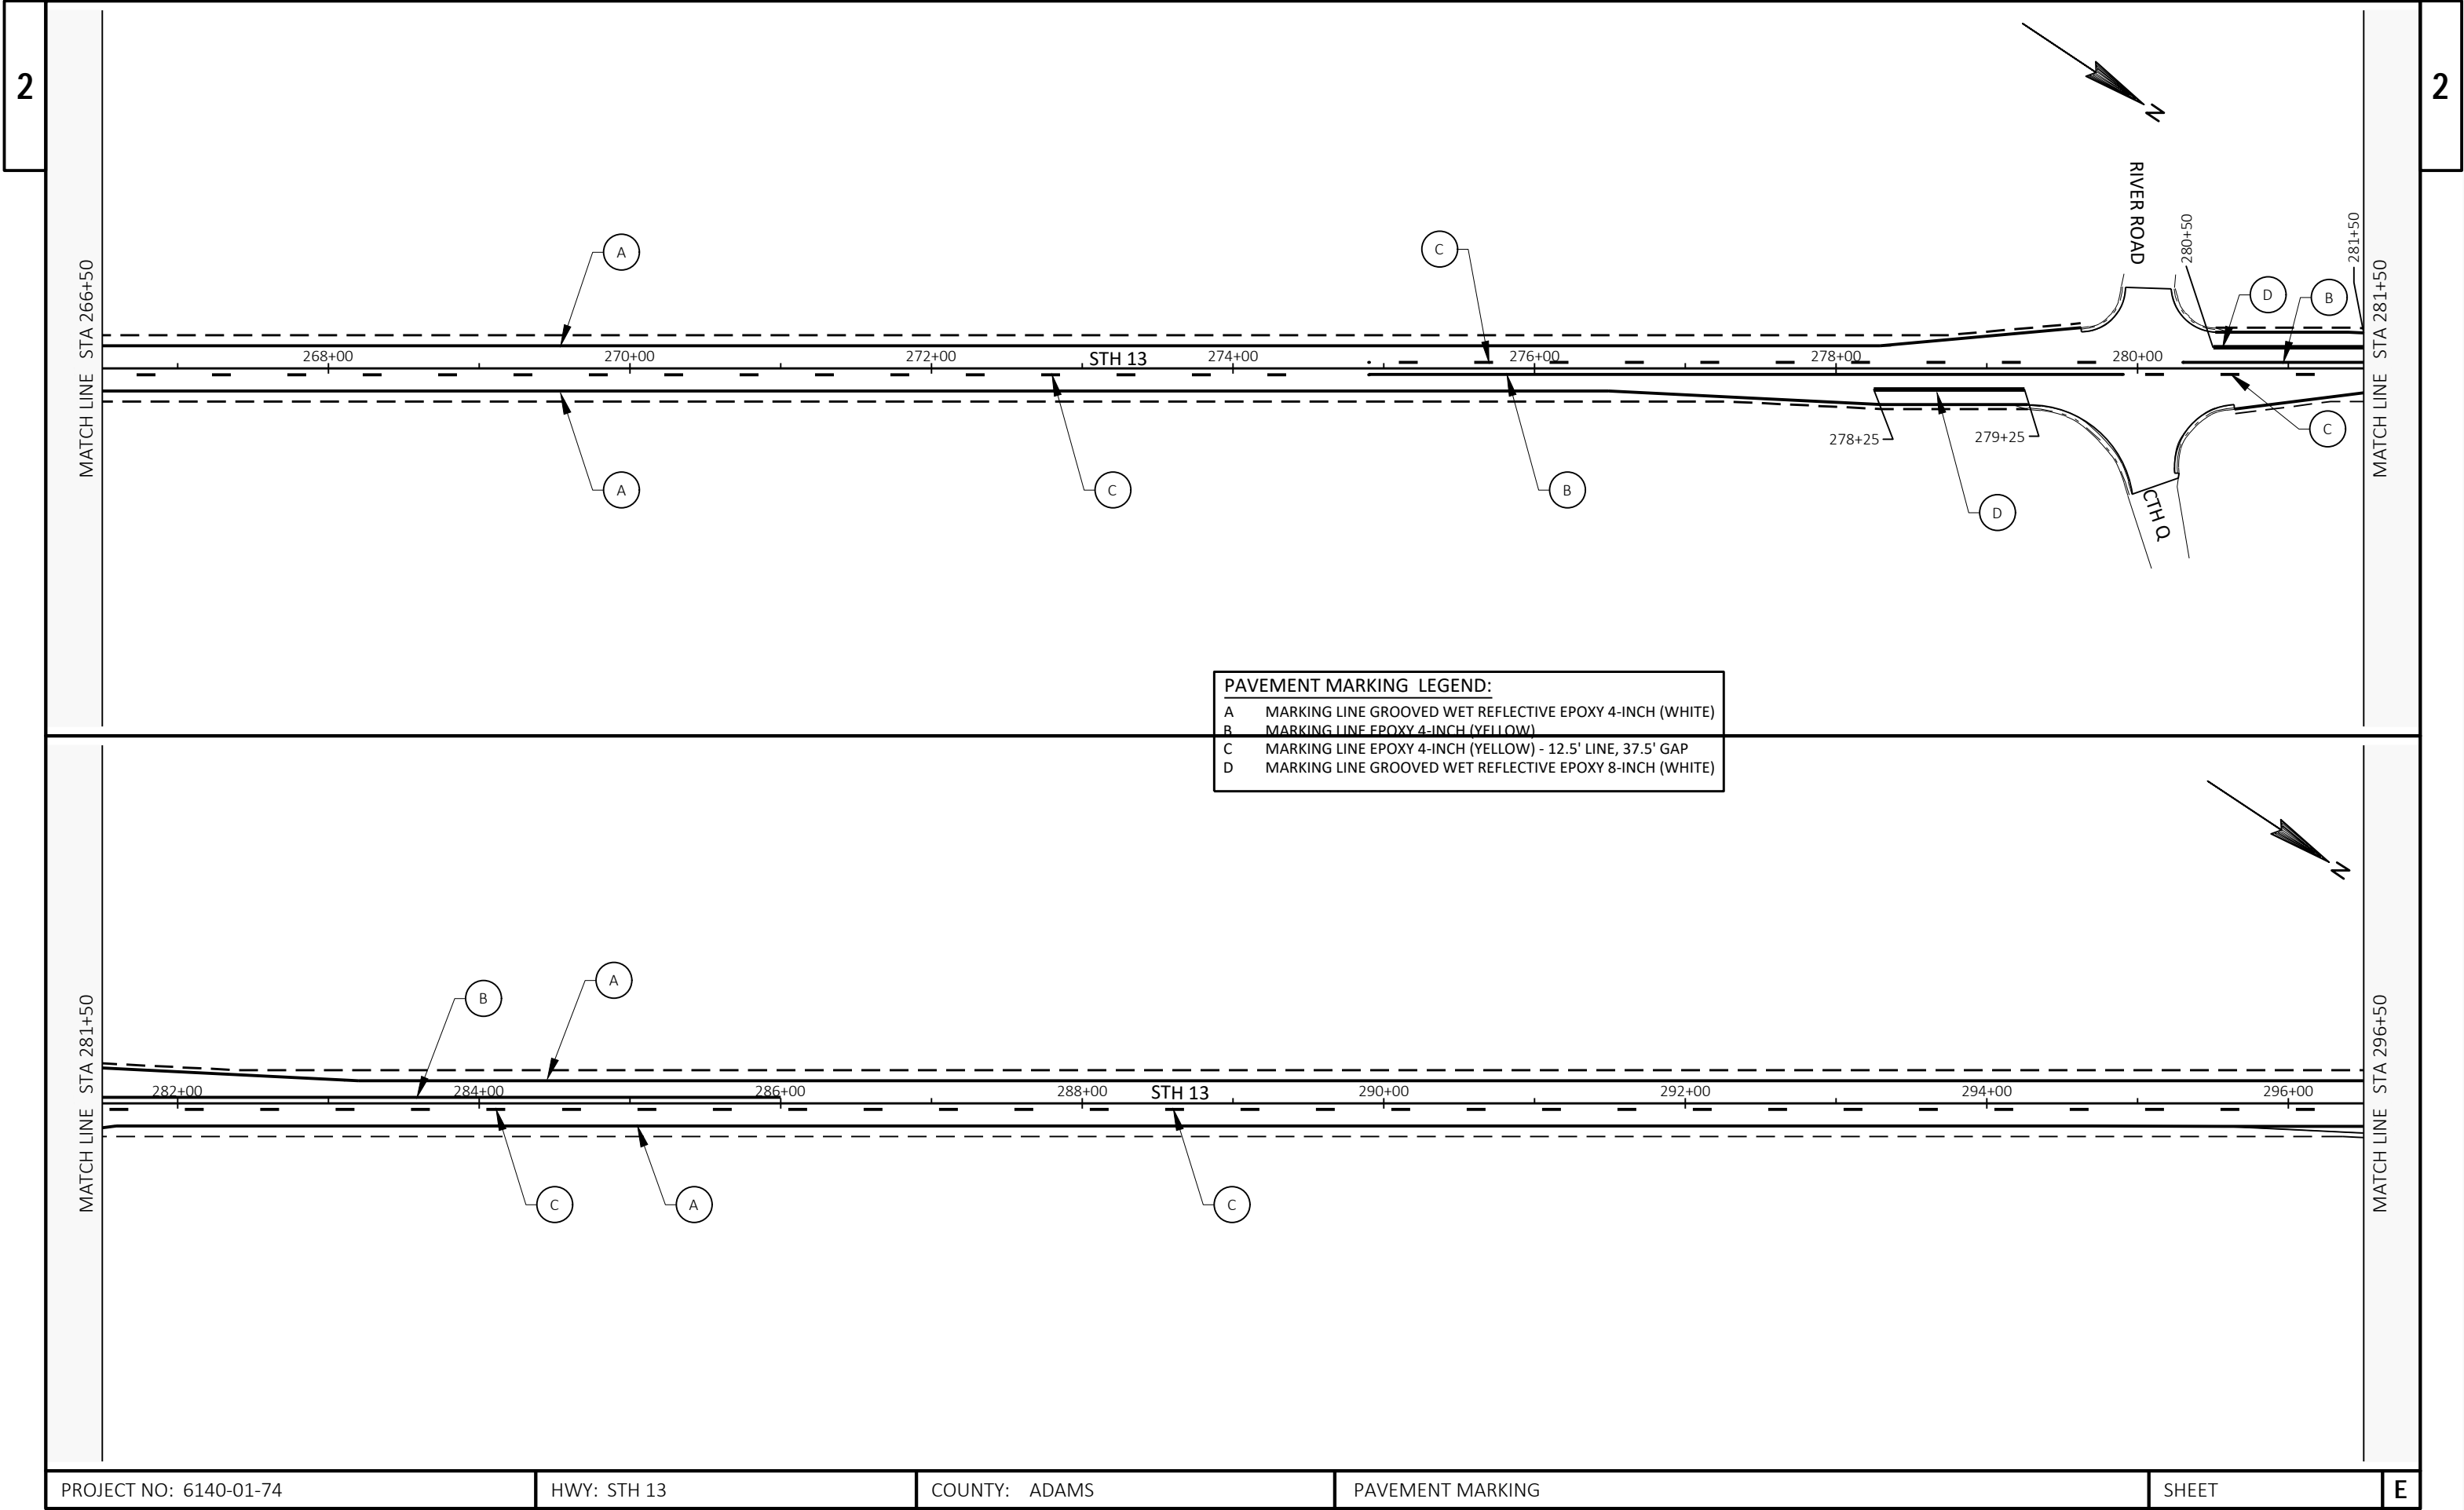 2
2
N
RIVER ROAD
280+50
281+50
MATCH LINE STA 266+50
A
C
D
B
MATCH LINE STA 281+50
268+00
270+00
272+00
STH 13
274+00
276+00
278+00
280+00
278+25
279+25
C
A
C
B
D
CTH Q
PAVEMENT MARKING LEGEND:
A MARKING LINE GROOVED WET REFLECTIVE EPOXY 4-INCH (WHITE)
B MARKING LINE EPOXY 4-INCH (YELLOW)
C MARKING LINE EPOXY 4-INCH (YELLOW) - 12.5' LINE, 37.5' GAP
D MARKING LINE GROOVED WET REFLECTIVE EPOXY 8-INCH (WHITE)
N
MATCH LINE STA 281+50
B
A
MATCH LINE STA 296+50
282+00
284+00
286+00
288+00
STH 13
290+00
292+00
294+00
296+00
C
A
C
PROJECT NO: 6140-01-74
HWY: STH 13
COUNTY: ADAMS
PAVEMENT MARKING
SHEET
E